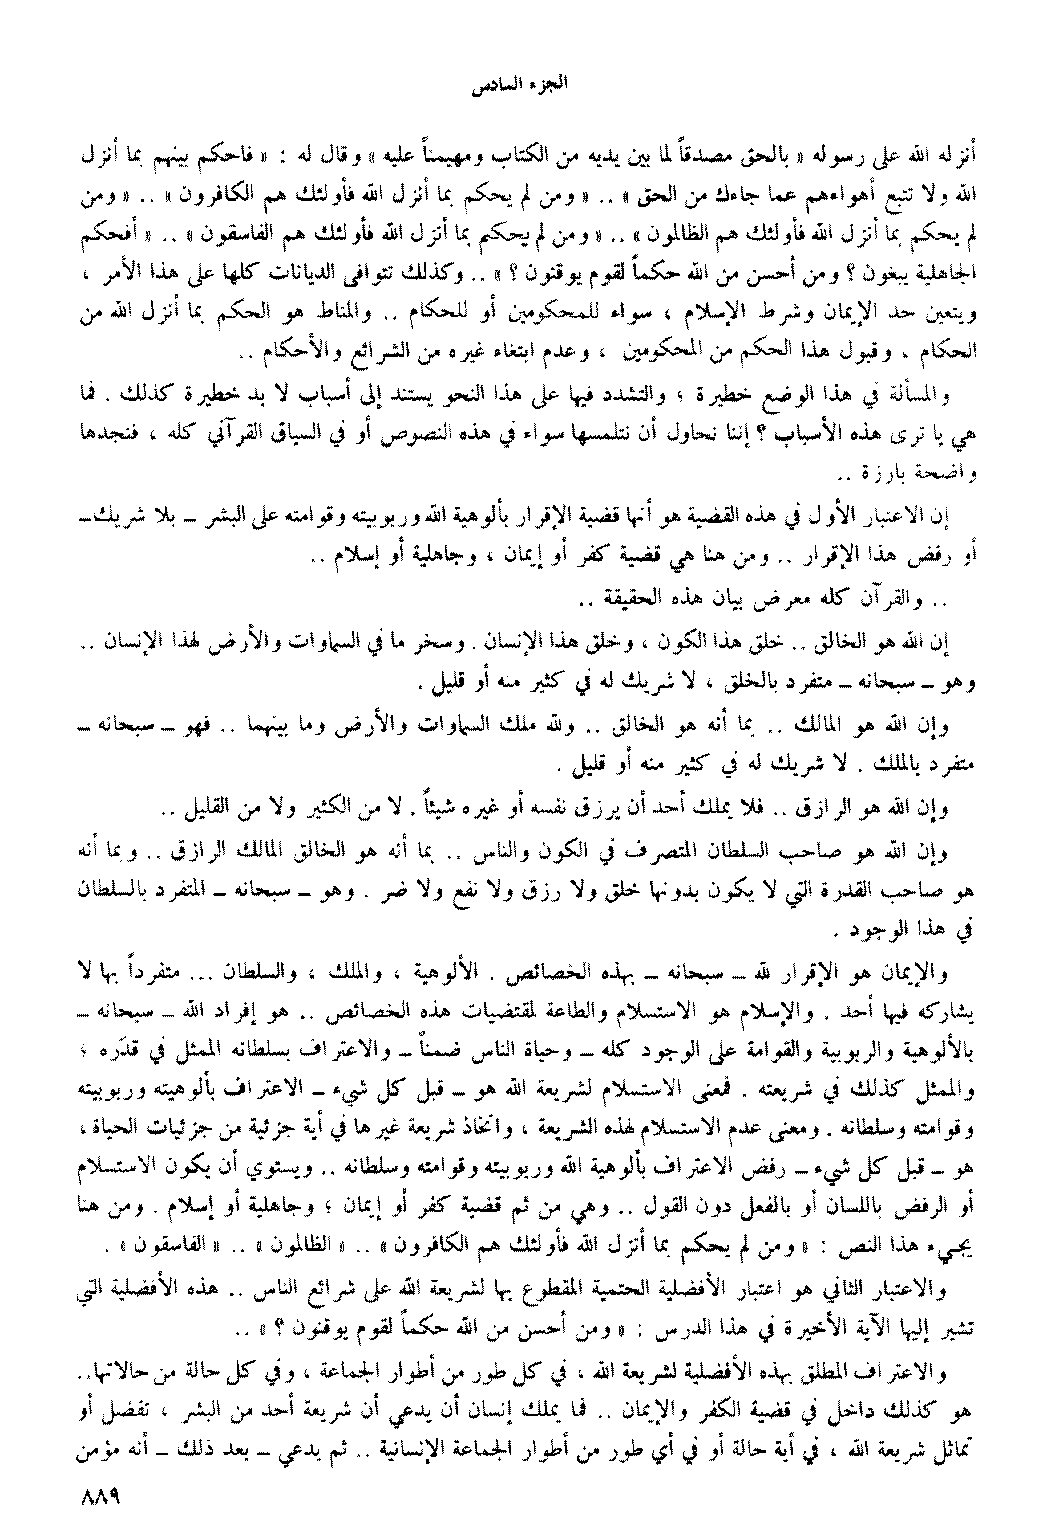 الجزء السادس
أنزله الله على رسوله « بالحق مصدقاً لما بين يديه من الكتاب ومهيمناً عليه » وقال له : « فاحكم بينهم بما أنزل
الله ولا تتبع أهواءهم عما جاءك من الحق » .. « ومن لم يحكم بما أنزل الله فأولئك هم الكافرون » .. « ومن
لم يحكم بما أنزل الله فأولئك هم الظالمون » .. « ومن لم يحكم بما أنزل الله فأولئك هم الفاسقون » .. « أفحكم
الجاهلية يبغون ؟ ومن أحسن من الله حكماً لقوم يوقنون ؟ » .. وكذلك تتوافى الديانات كلها على هذا الأمر ،
ويتعين حد الإيمان وشرط الإسلام ، سواء للمحكومين أو للحكام .. والمناط هو الحكم بما أنزل الله من
الحكام ، وقبول هذا الحكم من المحكومين ، وعدم ابتغاء غيره من الشرائع والأحكام ..
والمسألة في هذا الوضع خطيرة ؛ والتشدد فيها على هذا النحو يستند إلى أسباب لا بد خطيرة كذلك . فما
هي يا ترى هذه الأسباب ؟ إننا نحاول أن نتلمسها سواء في هذه النصوص أو في السياق القرآني كله ، فنجدها
واضحة بارزة ..
إن الاعتبار الأول في هذه القضية هو أنها قضية الإقرار بألوهية الله وربوبيته وقوامته على البشر – بلا شريك–
أو رفض هذا الإقرار .. ومن هنا هي قضية كفر أو إيمان ، وجاهلية أو إسلام ..
.. والقرآن كله معرض بيان هذه الحقيقة ..
إن الله هو الخالق .. خلق هذا الكون ، وخلق هذا الإنسان . وسخر ما في السماوات والأرض لهذا الإنسان ..
وهو – سبحانه – متفرد بالخلق ، لا شريك له في كثير منه أو قليل .
وإن الله هو المالك .. بما أنه هو الخالق .. ولله ملك السماوات والأرض وما بينهما .. فهو – سبحانه –
متفرد بالملك . لا شريك له في كثير منه أو قليل .
وإن الله هو الرازق .. فلا يملك أحد أن يرزق نفسه أو غيره شيئاً . لا من الكثير ولا من القليل ..
وإن الله هو صاحب السلطان المتصرف في الكون والناس .. بما أنه هو الخالق المالك الرازق .. وبما أنه
هو صاحب القدرة التي لا يكون بدونها خلق ولا رزق ولا نفع ولا ضر . وهو – سبحانه – المتفرد بالسلطان
في هذا الوجود .
والإيمان هو الإقرار لله – سبحانه – بهذه الخصائص . الألوهية ، والملك ، والسلطان ... متفرداً بها لا
يشاركه فيها أحد . والإسلام هو الاستسلام والطاعة لمقتضيات هذه الخصائص .. هو إفراد الله – سبحانه –
بالألوهية والربوبية والقوامة على الوجود كله – وحياة الناس ضمناً – والاعتراف بسلطانه الممثل في قدَره ؛
والممثل كذلك في شريعته . فمعنى الاستسلام لشريعة الله هو – قبل كل شيء – الاعتراف بألوهيته وربوبيته
وقوامته وسلطانه . ومعنى عدم الاستسلام لهذه الشريعة ، واتخاذ شريعة غيرها في أية جزئية من جزئيات الحياة ،
هو – قبل كل شيء – رفض الاعتراف بألوهية الله وربوبيته وقوامته وسلطانه .. ويستوي أن يكون الاستسلام
أو الرفض باللسان أو بالفعل دون القول .. وهي من ثم قضية كفر أو إيمان ؛ وجاهلية أو إسلام . ومن هنا
يجيء هذا النص : « ومن لم يحكم بما أنزل الله فأولئك هم الكافرون » .. « الظالمون » .. « الفاسقون » .
والاعتبار الثاني هو اعتبار الأفضلية الحتمية المقطوع بها لشريعة الله على شرائع الناس .. هذه الأفضلية التي
تشير إليها الآية الأخيرة في هذا الدرس : « ومن أحسن من الله حكماً لقوم يوقنون ؟ » ..
والاعتراف المطلق بهذه الأفضلية لشريعة الله ، في كل طور من أطوار الجماعة ، وفي كل حالة من حالاتها..
هو كذلك داخل في قضية الكفر والإيمان .. فما يملك إنسان أن يدعي أن شريعة أحد من البشر ، تفضل أو
تماثل شريعة الله ، في أية حالة أو في أي طور من أطوار الجماعة الإنسانية .. ثم يدعي – بعد ذلك – أنه مؤمن
٨٨٩